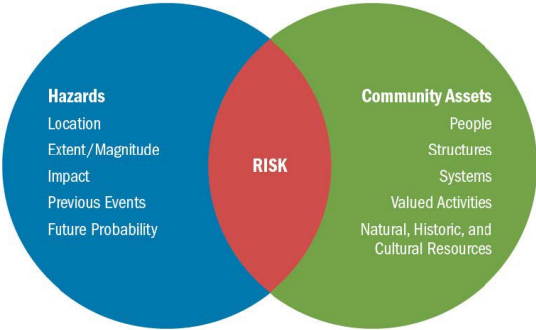 Hazards
Location
Extent/Magnitude
Impact
Previous Events
Future Probability
RISK
Community Assets
People
Structures
Systems
Valued Activities
Natural, Historic, and
Cultural Resources